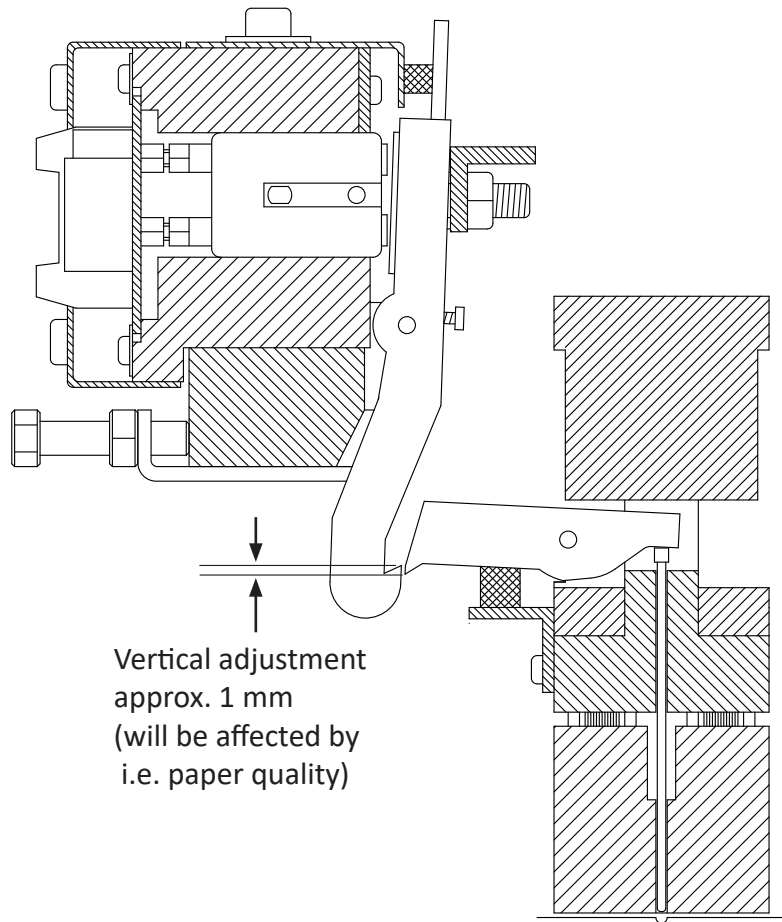 Vertical adjustment
approx. 1 mm
(will be affected by
i.e. paper quality)